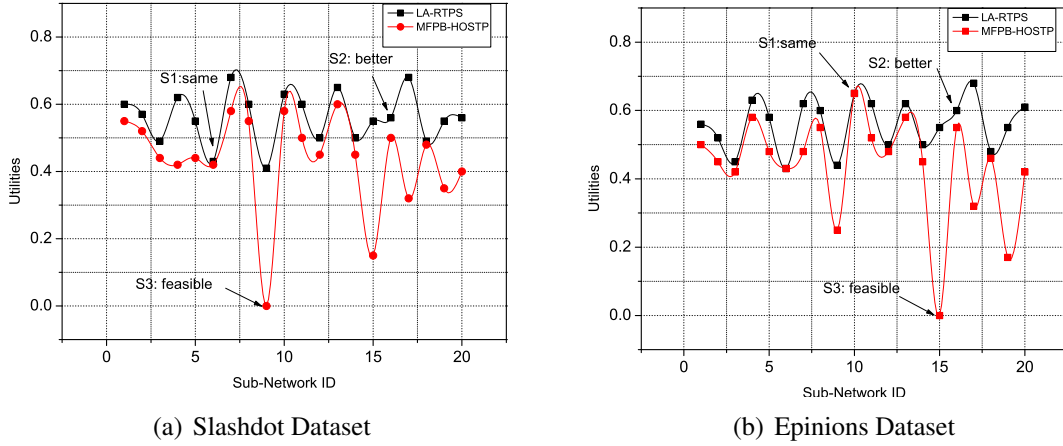 LA-RTPS
MFPB-HOSTP
0.8
0.6
0.4
0.2
0.0
Utilities
S1:same
S2: better
S3: feasible
0
5
10
15
20
Sub-Network ID
(a) Slashdot Dataset
LA-RTPS
MFPB-HOSTP
0.8
0.6
0.4
0.2
0.0
Utilities
S1:same
S2: better
S3: feasible
0
5
10
15
20
Sub-Network ID
(b) Epinions Dataset